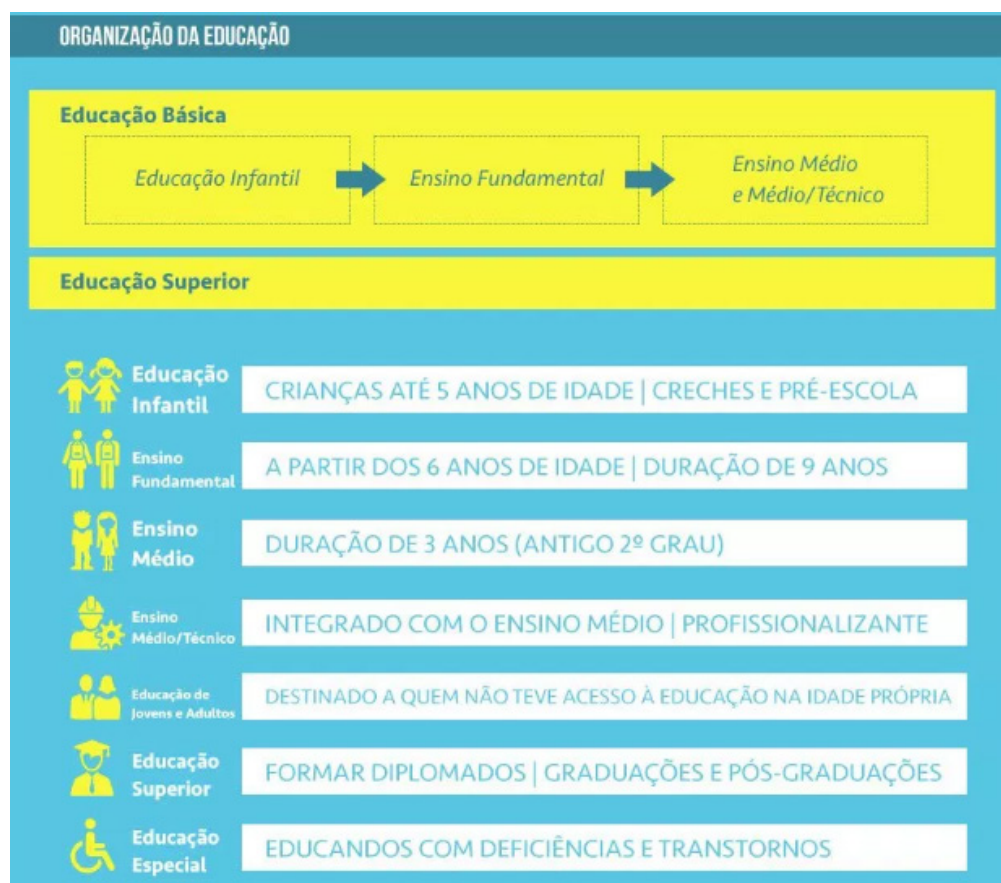 ORGANIZAÇÃO DA EDUCAÇÃO
Educação Básica
Educação Infantil
Ensino Fundamental
Ensino Médio
e Médio/Técnico
Educação Superior
Educação
Infantil
CRIANÇAS ATÉ 5 ANOS DE IDADE | CRECHES E PRÉ-ESCOLA
Ensino
Fundamental
A PARTIR DOS 6 ANOS DE IDADE | DURAÇÃO DE 9 ANOS
Ensino
Médio
DURAÇÃO DE 3 ANOS (ANTIGO 2º GRAU)
Ensino
Médio/Técnico
INTEGRADO COM O ENSINO MÉDIO | PROFISSIONALIZANTE
Educação de
Jovens e Adultos
DESTINADO A QUEM NÃO TEVE ACESSO À EDUCAÇÃO NA IDADE PRÓPRIA
Educação
Superior
FORMAR DIPLOMADOS | GRADUAÇÕES E PÓS-GRADUAÇÕES
Educação
Especial
EDUCANDOS COM DEFICIÊNCIAS E TRANSTORNOS